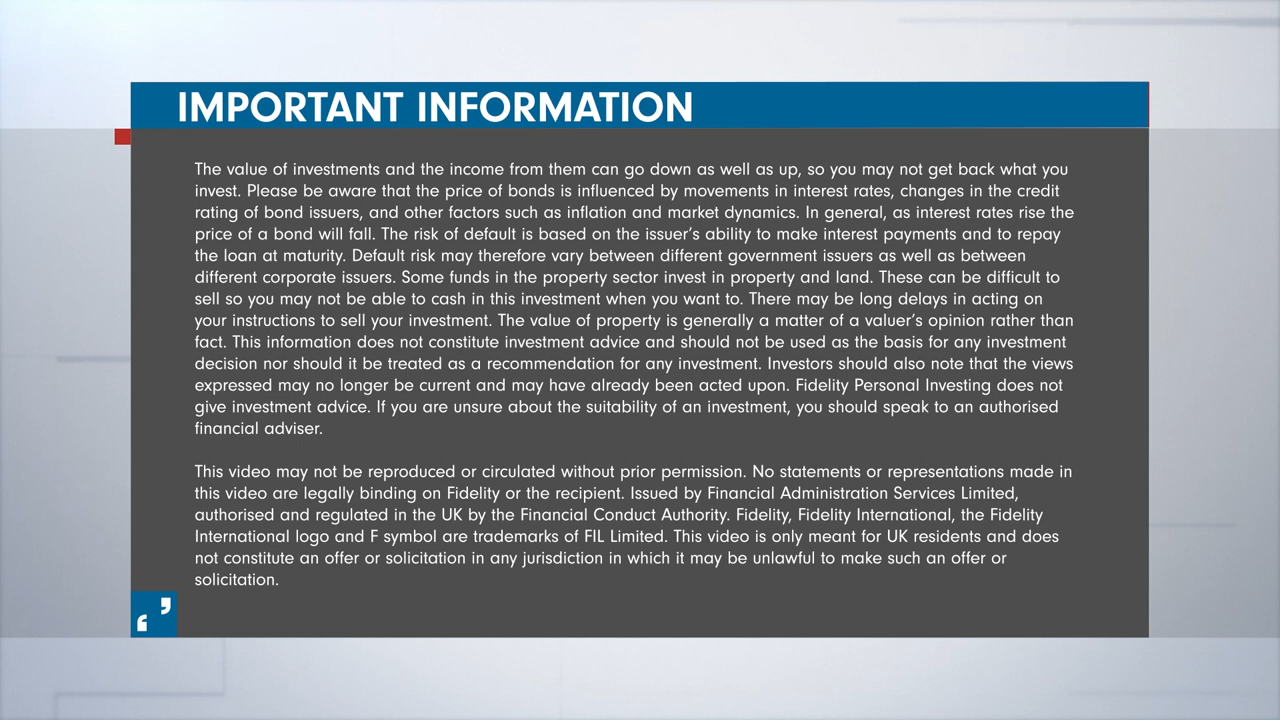 IMPORTANT INFORMATION
The value of investments and the income from them can go down as well as up, so you may not get back what you
invest. Please be aware that the price of bonds is influenced by movements in interest rates, changes in the credit
rating of bond issuers, and other factors such as inflation and market dynamics. In general, as interest rates rise the
price of a bond will fall. The risk of default is based on the issuer’s ability to make interest payments and to repay
the loan at maturity. Default risk may therefore vary between different government issuers as well as between
different corporate issuers. Some funds in the property sector invest in property and land. These can be difficult to
sell so you may not be able to cash in this investment when you want to. There may be long delays in acting on
your instructions to sell your investment. The value of property is generally a matter of a valuer’s opinion rather than
fact. This information does not constitute investment advice and should not be used as the basis for any investment
decision nor should it be treated as a recommendation for any investment. Investors should also note that the views
expressed may no longer be current and may have already been acted upon. Fidelity Personal Investing does not
give investment advice. If you are unsure about the suitability of an investment, you should speak to an authorised
financial adviser.
This video may not be reproduced or circulated without prior permission. No statements or representations made in
this video are legally binding on Fidelity or the recipient. Issued by Financial Administration Services Limited,
authorised and regulated in the UK by the Financial Conduct Authority. Fidelity, Fidelity International, the Fidelity
International logo and F symbol are trademarks of FIL Limited. This video is only meant for UK residents and does
not constitute an offer or solicitation in any jurisdiction in which it may be unlawful to make such an offer or
solicitation.